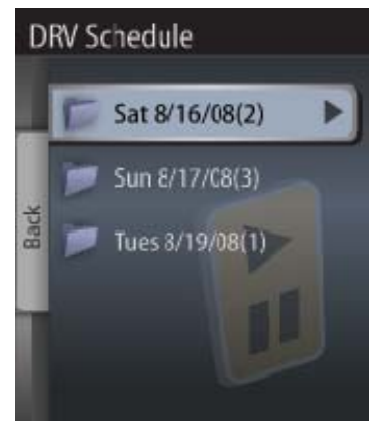 DRV Schedule
Sat 8/16/08(2)
Sun 8/17/08(3)
Back
Tues 8/19/08(1)